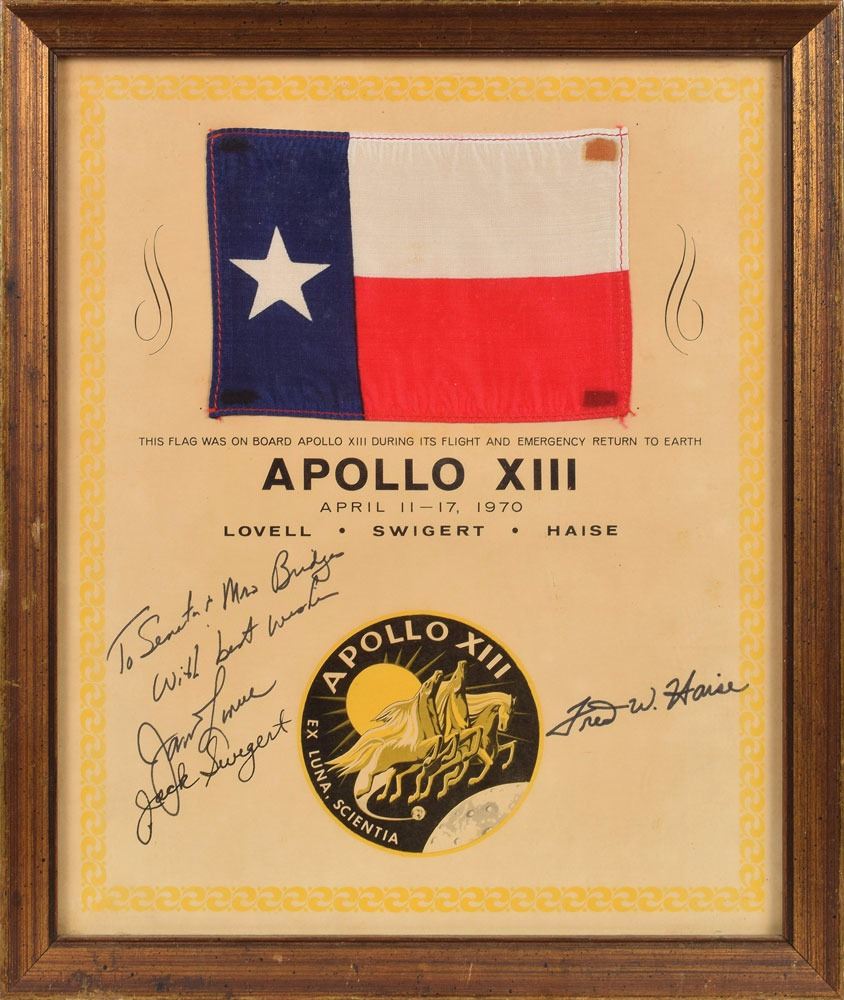 THIS FLAG WAS ON BOARD APOLLO XIII DURING ITS FLIGHT AND EMERGENCY RETURN TO EARTH
APOLLO XIII
APRIL 11-17, 1970
LOVELL • SWIGERT • HAISE
To Senator + Mrs Bridges
With best wishes
James Lovell
Jack Swigert
APOLLO XIII
EX LUNA, SCIENTIA
Fred W. Haise